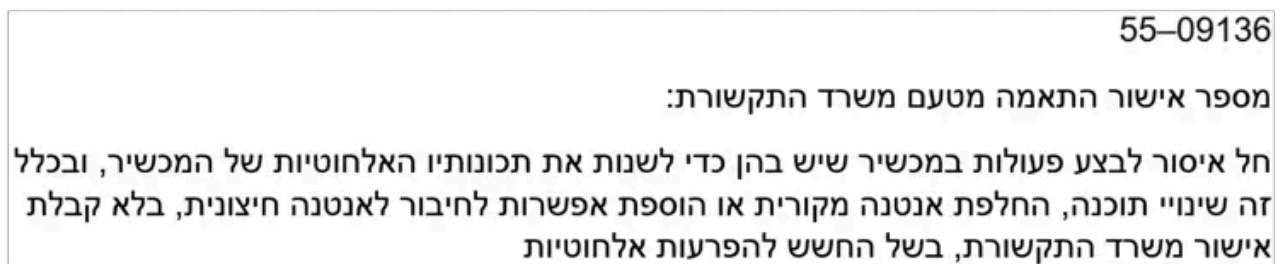 55–09136
מספר אישור התאמה מטעם משרד התקשורת:
חל איסור לבצע פעולות במכשיר שיש בהן כדי לשנות את תכונותיו האלחוטיות של המכשיר, ובכלל
זה שינויי תוכנה, החלפת אנטנה מקורית או הוספת אפשרות לחיבור לאנטנה חיצונית, בלא קבלת
אישור משרד התקשורת, בשל החשש להפרעות אלחוטיות